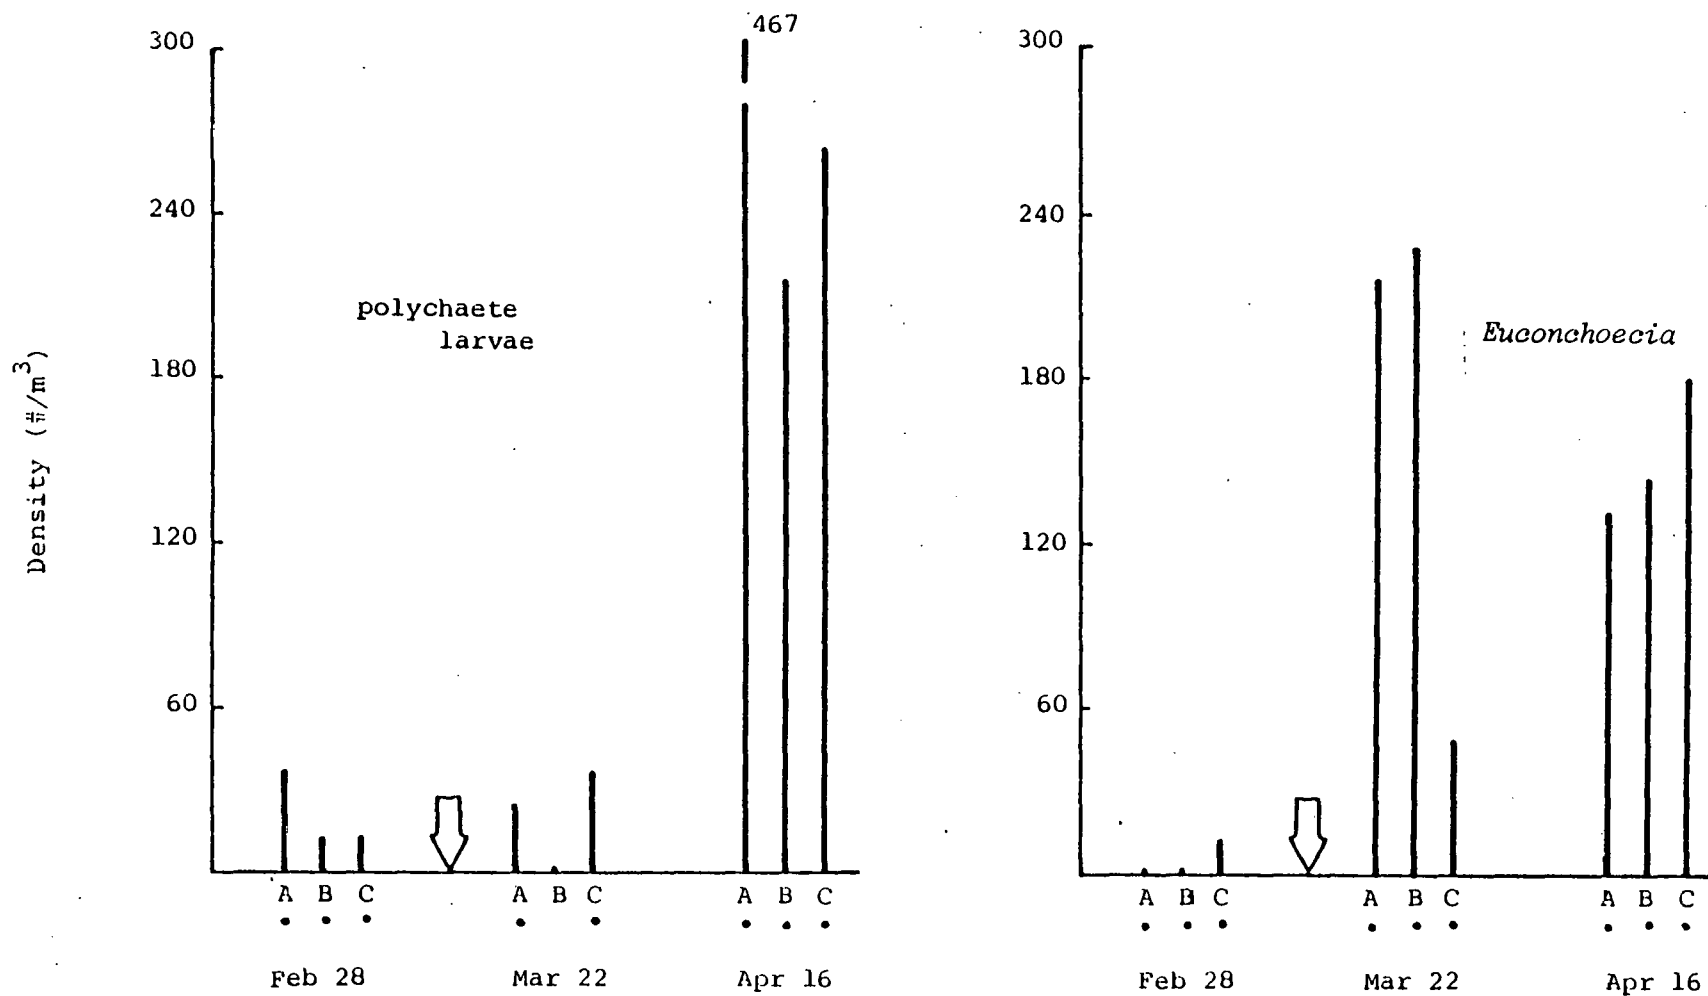 467
300
240
180
120
60
Density (#/m³)
polychaete
larvae
A B C A B C A B C
Feb 28 Mar 22 Apr 16
300
240
180
120
60
Euconchoecia
A B C A B C A B C
Feb 28 Mar 22 Apr 16